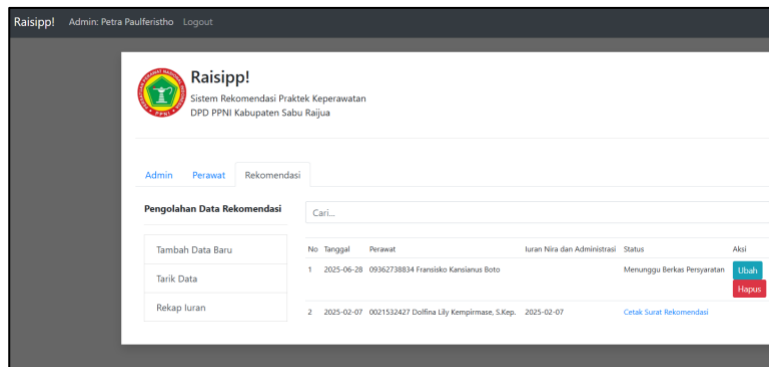 Raisipp! Admin: Petra Paulferistho Logout
Raisipp!
Sistem Rekomendasi Praktek Keperawatan
DPD PPNI Kabupaten Sabu Raijua
PPNI
Admin Perawat Rekomendasi
Pengolahan Data Rekomendasi
Cari...
Tambah Data Baru
Tarik Data
Rekap Iuran
No Tanggal Perawat Iuran Nira dan Administrasi Status Aksi
1 2025-06-28 09362738834 Fransisko Kansianus Boto Menunggu Berkas Persyaratan Ubah
Hapus
2 2025-02-07 0021532427 Dolfina Lily Kempirmase, S.Kep. 2025-02-07 Cetak Surat Rekomendasi